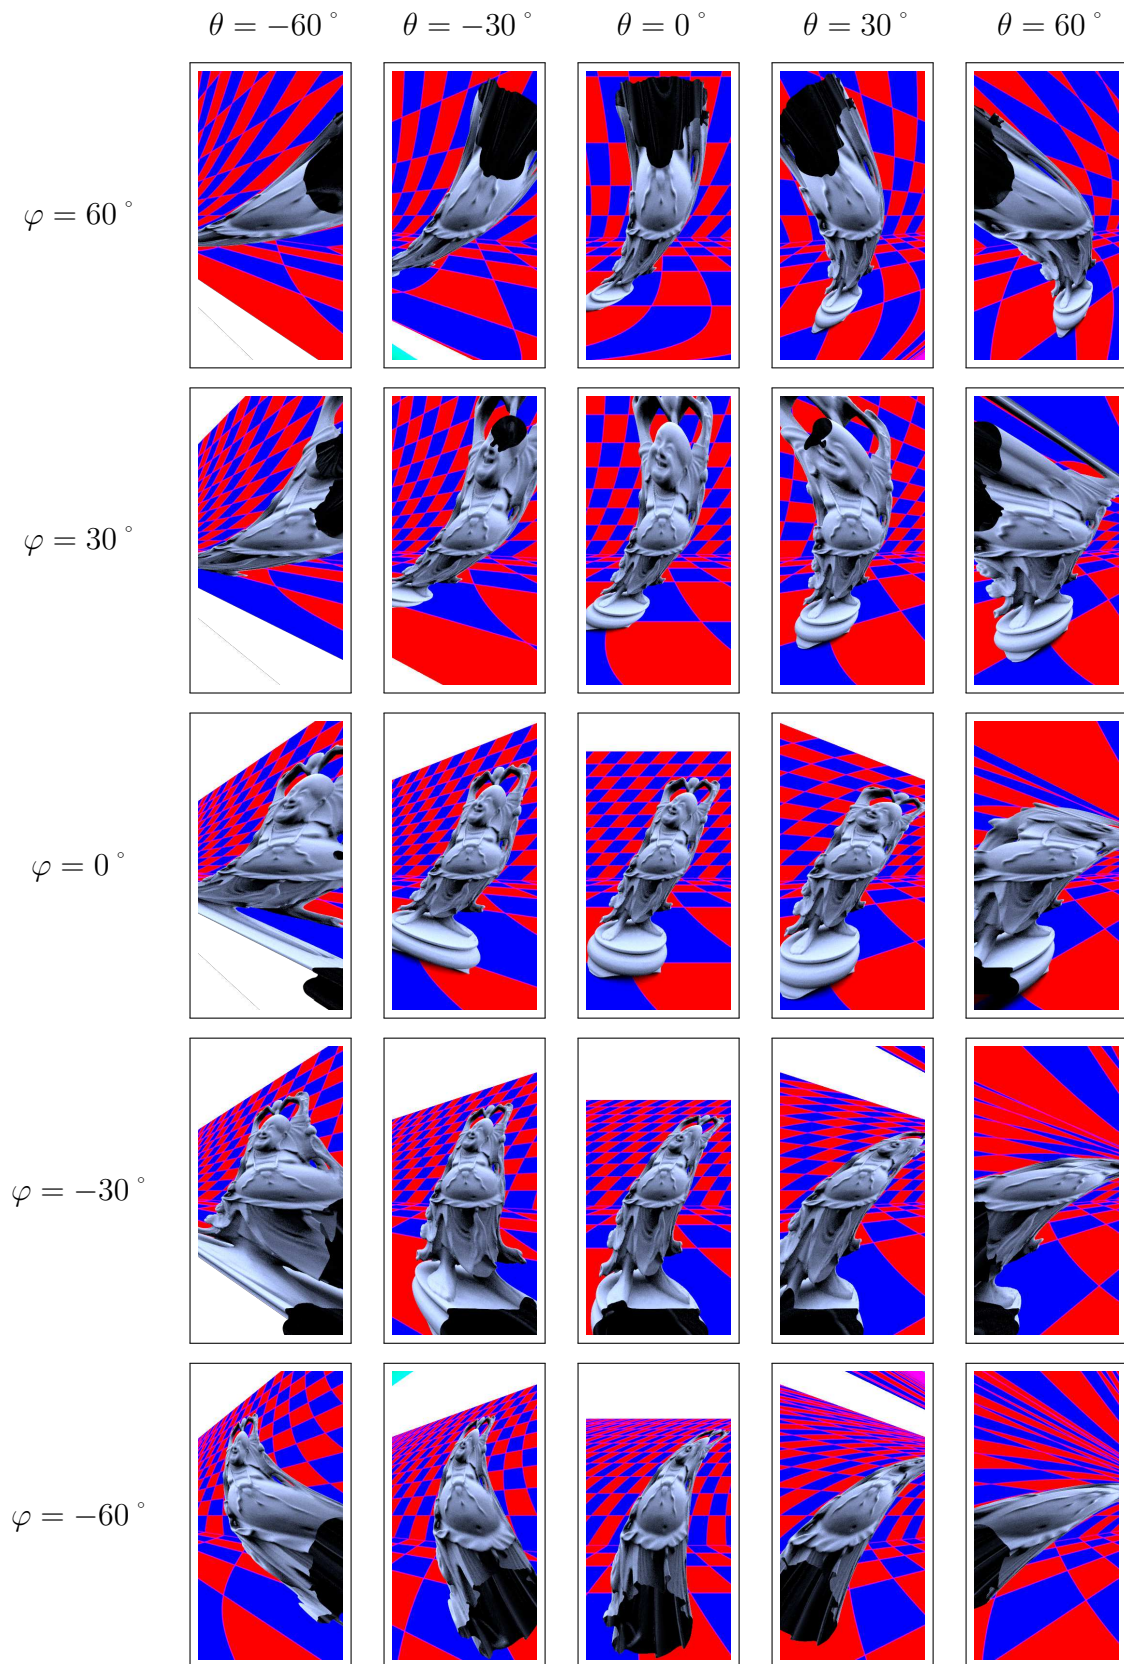 θ = −60° θ = −30° θ = 0° θ = 30° θ = 60°
φ = 60°
φ = 30°
φ = 0°
φ = −30°
φ = −60°